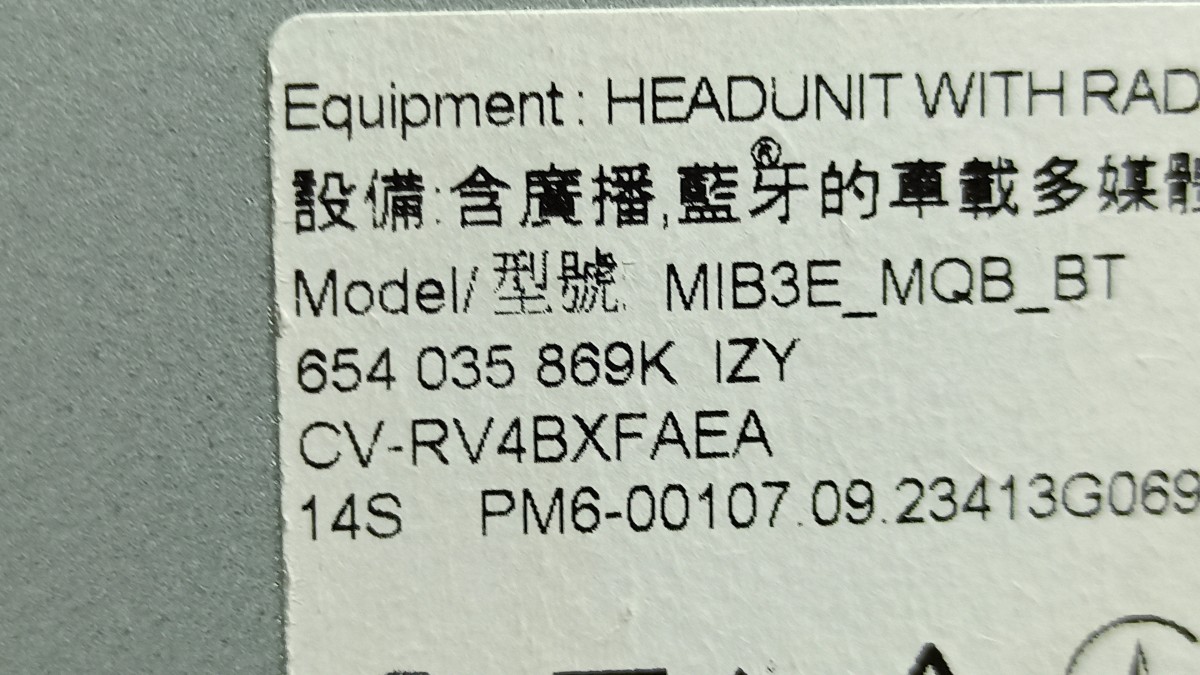 Equipment: HEADUNIT WITH RAD
設備:含廣播,藍牙®的車載多媒體
Model/型號: MIB3E_MQB_BT
654 035 869K IZY
CV-RV4BXFAEA
14S PM6-00107.09.23413G069